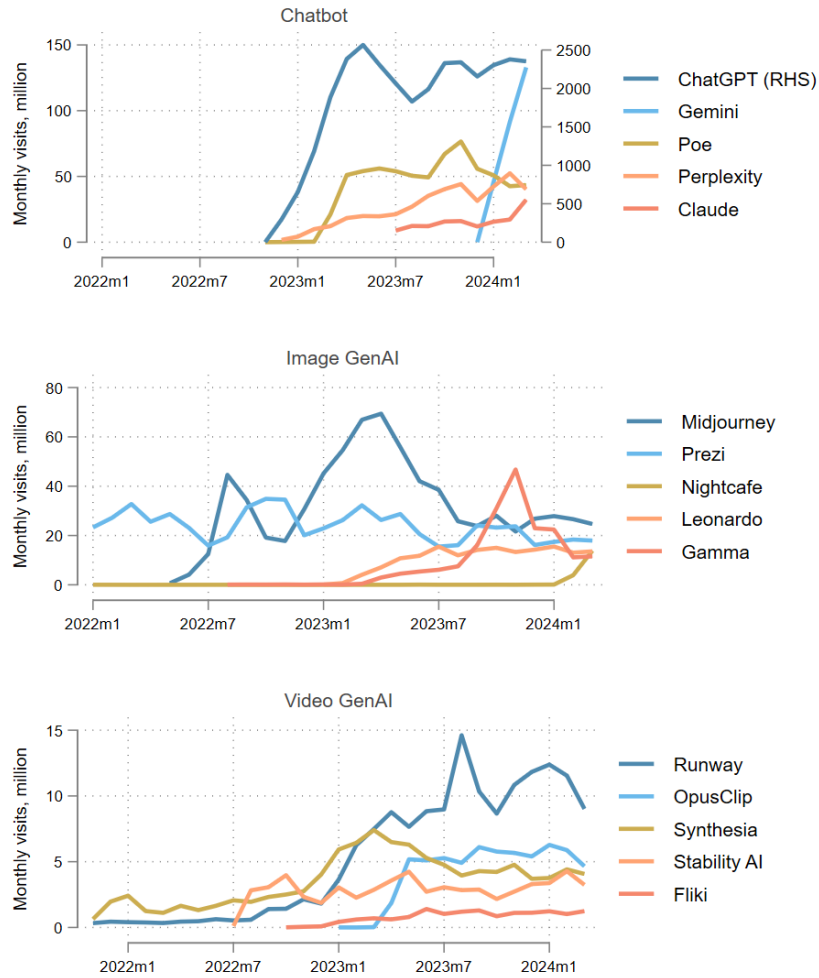 Chatbot
Monthly visits, million
150
100
50
0
2500
2000
1500
1000
500
0
2022m1 2022m7 2023m1 2023m7 2024m1
ChatGPT (RHS)
Gemini
Poe
Perplexity
Claude
Image GenAI
Monthly visits, million
80
60
40
20
0
2022m1 2022m7 2023m1 2023m7 2024m1
Midjourney
Prezi
Nightcafe
Leonardo
Gamma
Video GenAI
Monthly visits, million
15
10
5
0
2022m1 2022m7 2023m1 2023m7 2024m1
Runway
OpusClip
Synthesia
Stability AI
Fliki